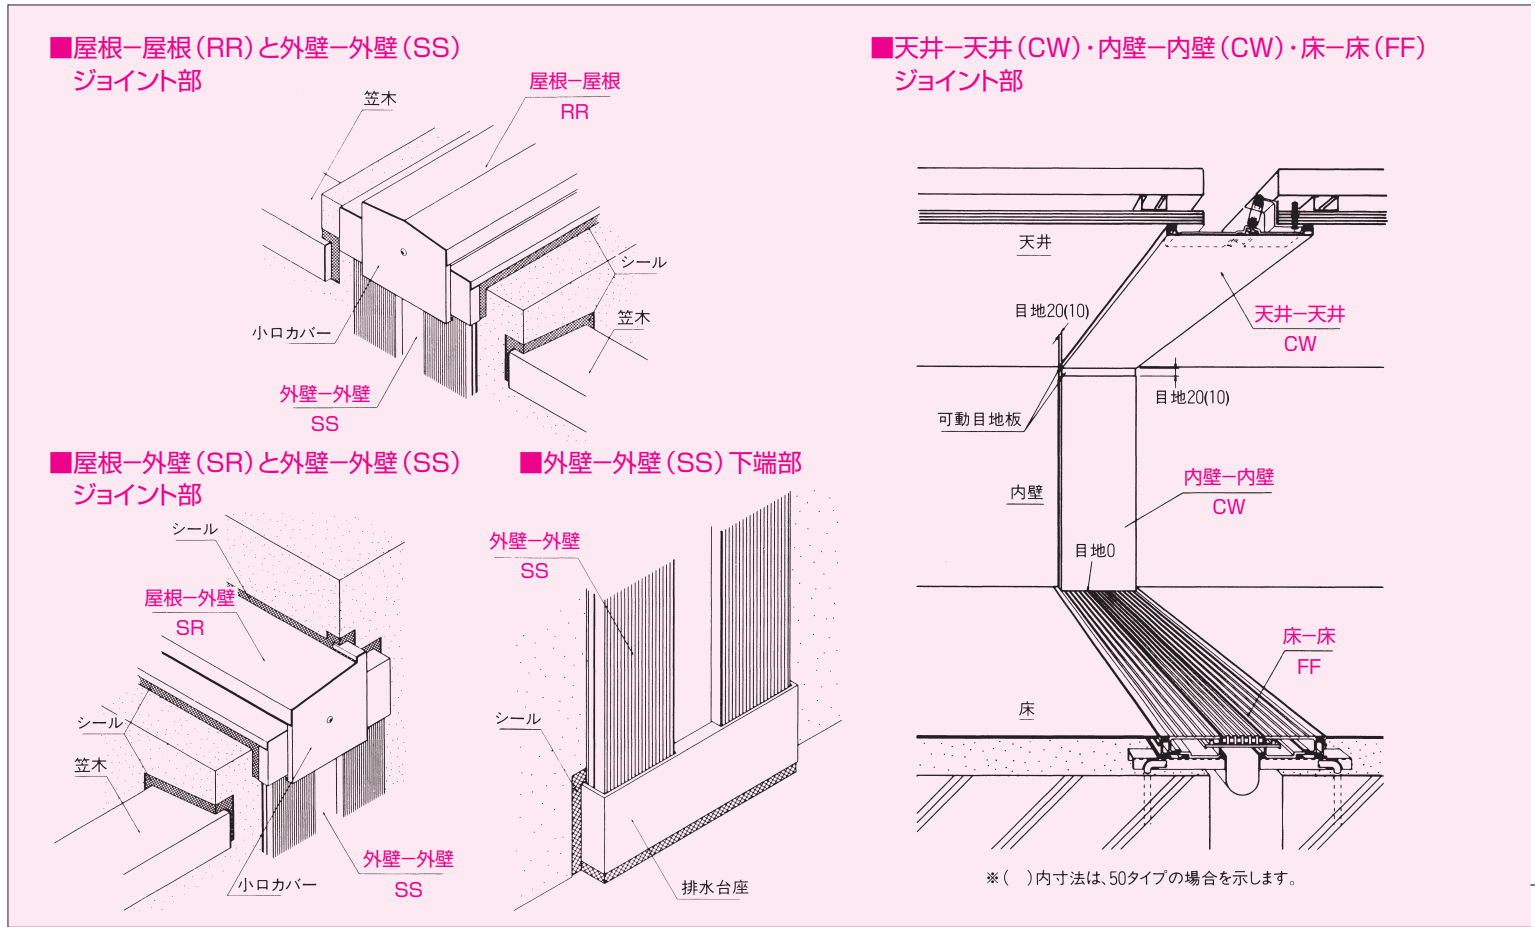 ■屋根ー屋根(RR)と外壁ー外壁(SS)
ジョイント部
笠木
屋根ー屋根
RR
シール
笠木
小口カバー
外壁ー外壁
SS
■屋根ー外壁(SR)と外壁ー外壁(SS)
ジョイント部
シール
屋根ー外壁
SR
シール
笠木
小口カバー
外壁ー外壁
SS
■外壁ー外壁(SS)下端部
外壁ー外壁
SS
シール
排水台座
■天井ー天井(CW)・内壁ー内壁(CW)・床ー床(FF)
ジョイント部
天井
目地20(10)
天井ー天井
CW
目地20(10)
可動目地板
内壁
内壁ー内壁
CW
目地0
床ー床
FF
床
※(　)内寸法は、50タイプの場合を示します。